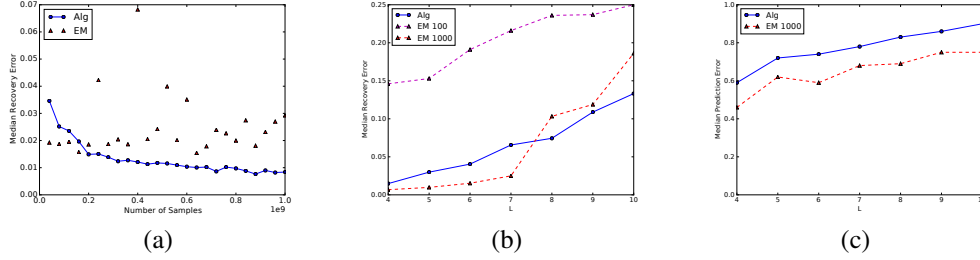 0.07
0.06
0.05
0.04
0.03
0.02
0.01
0.00
Median Recovery Error
Alg
EM
0.0
0.2
0.4
0.6
0.8
1.0
1e9
Number of Samples
(a)
0.25
0.20
0.15
0.10
0.05
0.00
Median Recovery Error
Alg
EM 100
EM 1000
4
5
6
7
8
9
10
L
(b)
1.0
0.8
0.6
0.4
0.2
0.0
Median Prediction Error
Alg
EM 1000
4
5
6
7
8
9
L
(c)